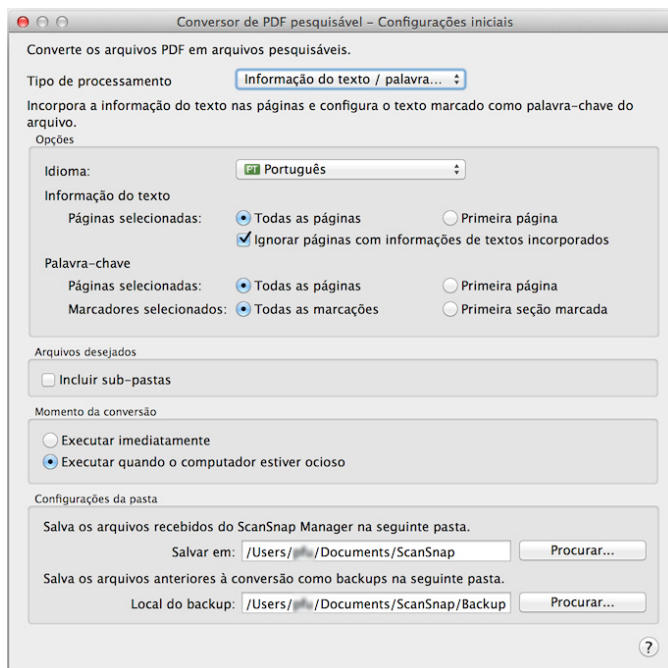 Conversor de PDF pesquisável – Configurações iniciais
Converte os arquivos PDF em arquivos pesquisáveis.
Tipo de processamento Informação do texto / palavra...
Incorpora a informação do texto nas páginas e configura o texto marcado como palavra-chave do
arquivo.
Opções
Idioma: PT Português
Informação do texto
Páginas selecionadas: Todas as páginas Primeira página
Ignorar páginas com informações de textos incorporados
Palavra-chave
Páginas selecionadas: Todas as páginas Primeira página
Marcadores selecionados: Todas as marcações Primeira seção marcada
Arquivos desejados
Incluir sub-pastas
Momento da conversão
Executar imediatamente
Executar quando o computador estiver ocioso
Configurações da pasta
Salva os arquivos recebidos do ScanSnap Manager na seguinte pasta.
Salvar em: /Users/ /Documents/ScanSnap Procurar...
Salva os arquivos anteriores à conversão como backups na seguinte pasta.
Local do backup: /Users/ /Documents/ScanSnap/Backup Procurar...
?